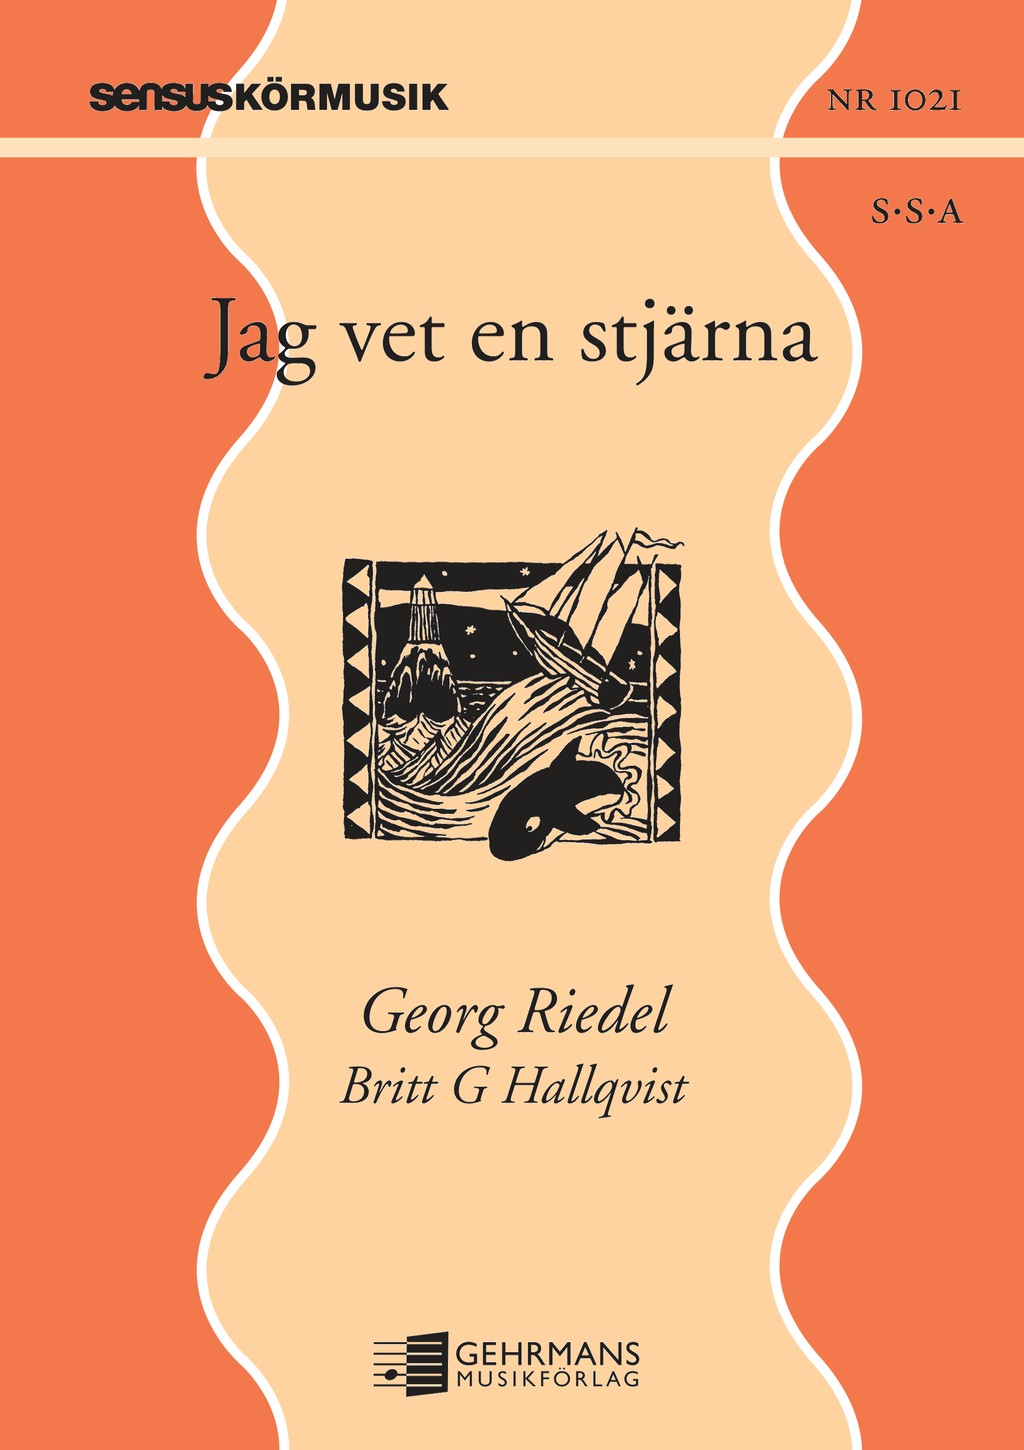 sensusKÖRMUSIK
NR 1021
S·S·A
Jag vet en stjärna
Georg Riedel
Britt G Hallqvist
GEHRMANS
MUSIKFÖRLAG